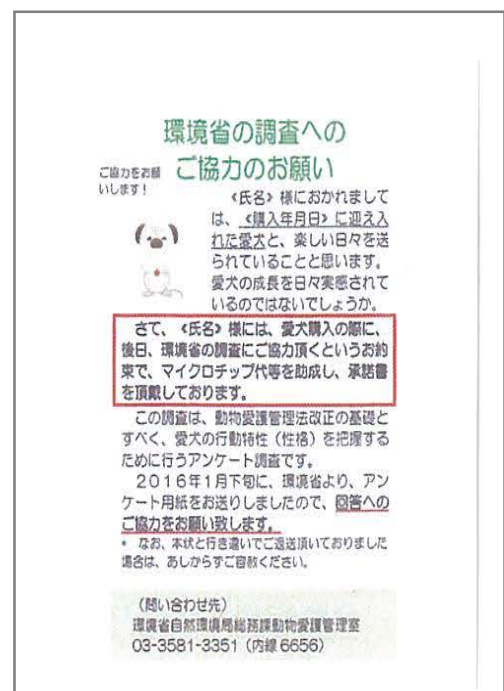 環境省の調査への
ご協力のお願い
ご協力をお願
いします！
《氏名》様におかれまして
は、《購入年月日》に迎え入
れた愛犬と、楽しい日々を送
られていることと思います。
愛犬の成長を日々実感されて
いるのではないでしょうか。
さて、《氏名》様には、愛犬購入の際に、
後日、環境省の調査にご協力頂くというお約
束で、マイクロチップ代等を助成し、承諾書
を頂戴しております。
この調査は、動物愛護管理法改正の基礎と
すべく、愛犬の行動特性（性格）を把握する
ために行うアンケート調査です。
2016年1月下旬に、環境省より、アン
ケート用紙をお送りしましたので、回答への
ご協力をお願い致します。
* なお、本状と行き違いでご返送頂いておりました
場合は、あしからずご容赦ください。
（問い合わせ先）
環境省自然環境局総務課動物愛護管理室
03-3581-3351（内線 6656）